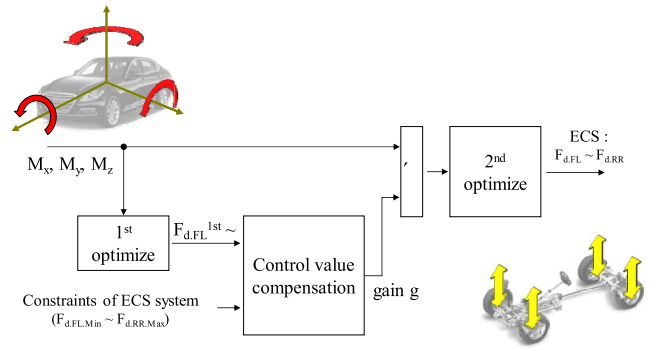 M_x, M_y, M_z
1st
optimize
F_d.FL^1st ~
Control value
compensation
Constraints of ECS system
(F_d.FL.Min ~ F_d.RR.Max)
gain g
′
2nd
optimize
ECS :
F_d.FL ~ F_d.RR